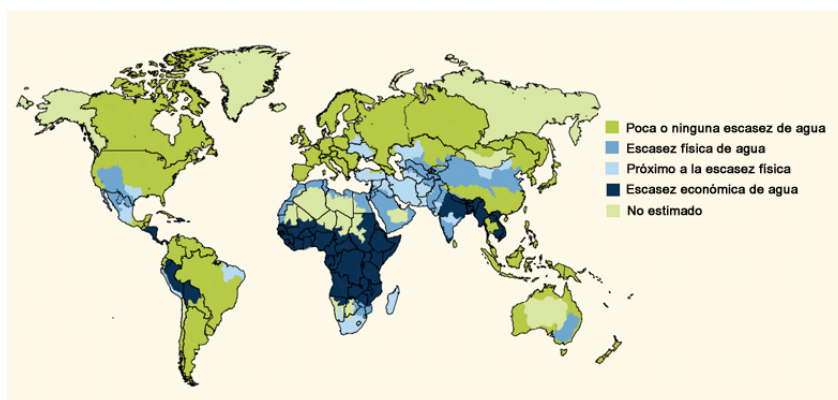 Poca o ninguna escasez de agua
Escasez física de agua
Próximo a la escasez física
Escasez económica de agua
No estimado